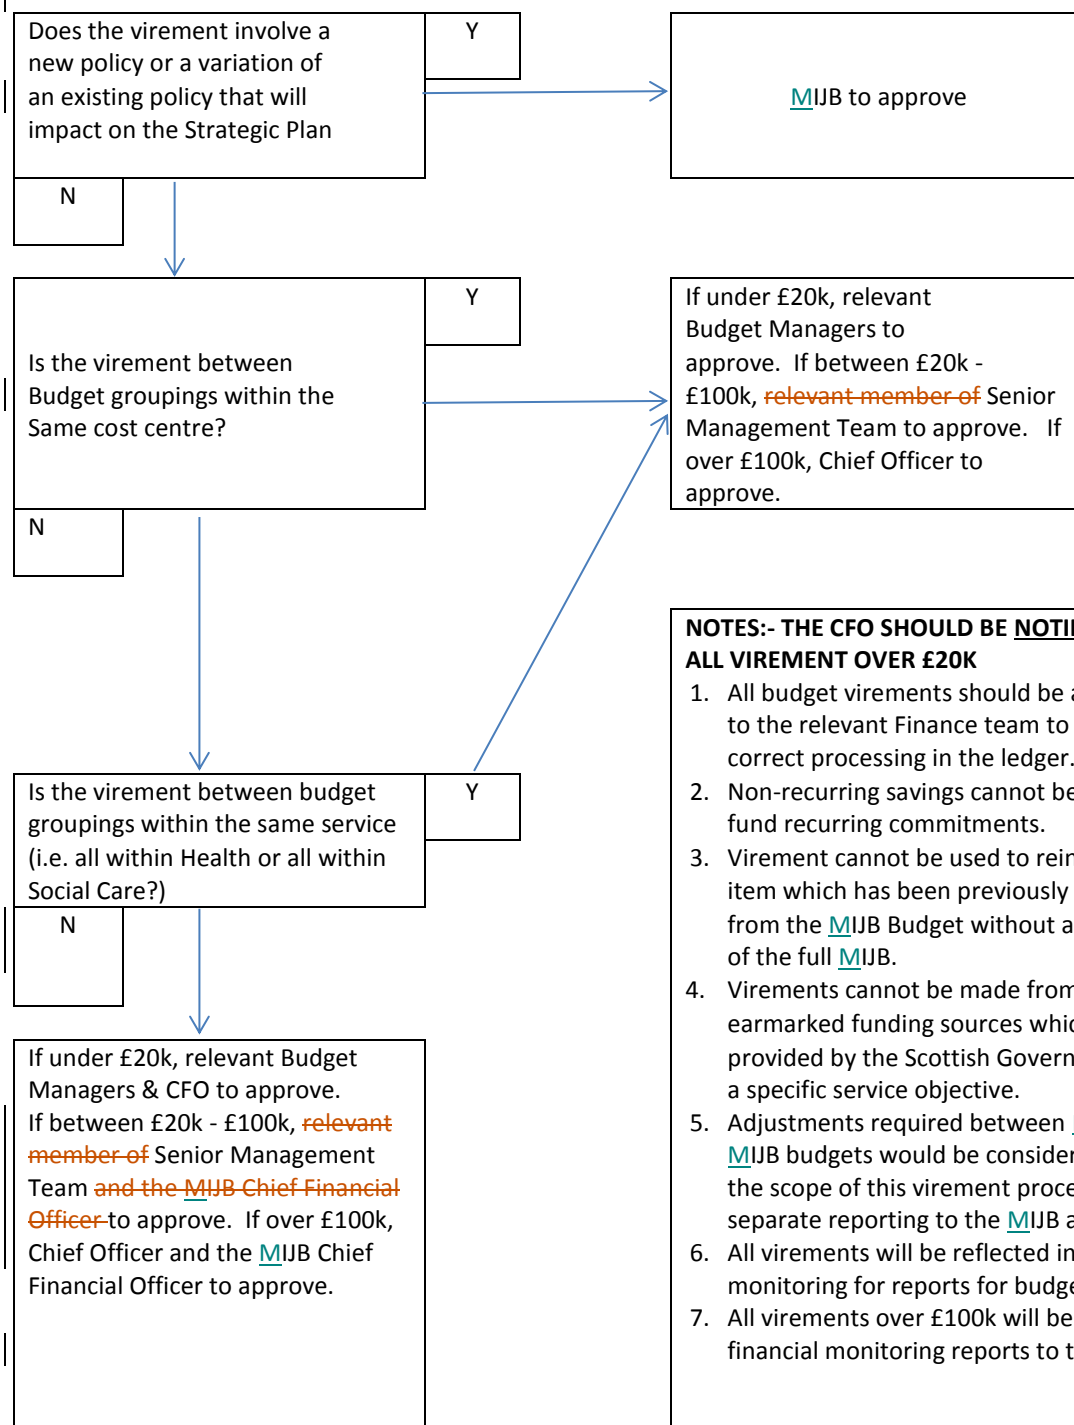 Does the virement involve a
new policy or a variation of
an existing policy that will
impact on the Strategic Plan
Y
MIJB to approve
N
Is the virement between
Budget groupings within the
Same cost centre?
Y
If under £20k, relevant
Budget Managers to
approve. If between £20k -
£100k, relevant member of Senior
Management Team to approve. If
over £100k, Chief Officer to
approve.
N
Is the virement between budget
groupings within the same service
(i.e. all within Health or all within
Social Care?)
Y
N
If under £20k, relevant Budget
Managers & CFO to approve.
If between £20k - £100k, relevant
member of Senior Management
Team and the MIJB Chief Financial
Officer to approve. If over £100k,
Chief Officer and the MIJB Chief
Financial Officer to approve.
NOTES:- THE CFO SHOULD BE
ALL VIREMENT OVER £20K
1. All budget virements should be
to the relevant Finance team to
correct processing in the ledger.
2. Non-recurring savings cannot be
fund recurring commitments.
3. Virement cannot be used to
item which has been previously
from the MIJB Budget without
of the full MIJB.
4. Virements cannot be made from
earmarked funding sources
provided by the Scottish
a specific service objective.
5. Adjustments required between
MIJB budgets would be
the scope of this virement
separate reporting to the MIJB
6. All virements will be reflected in
monitoring for reports for
7. All virements over £100k will be
financial monitoring reports to